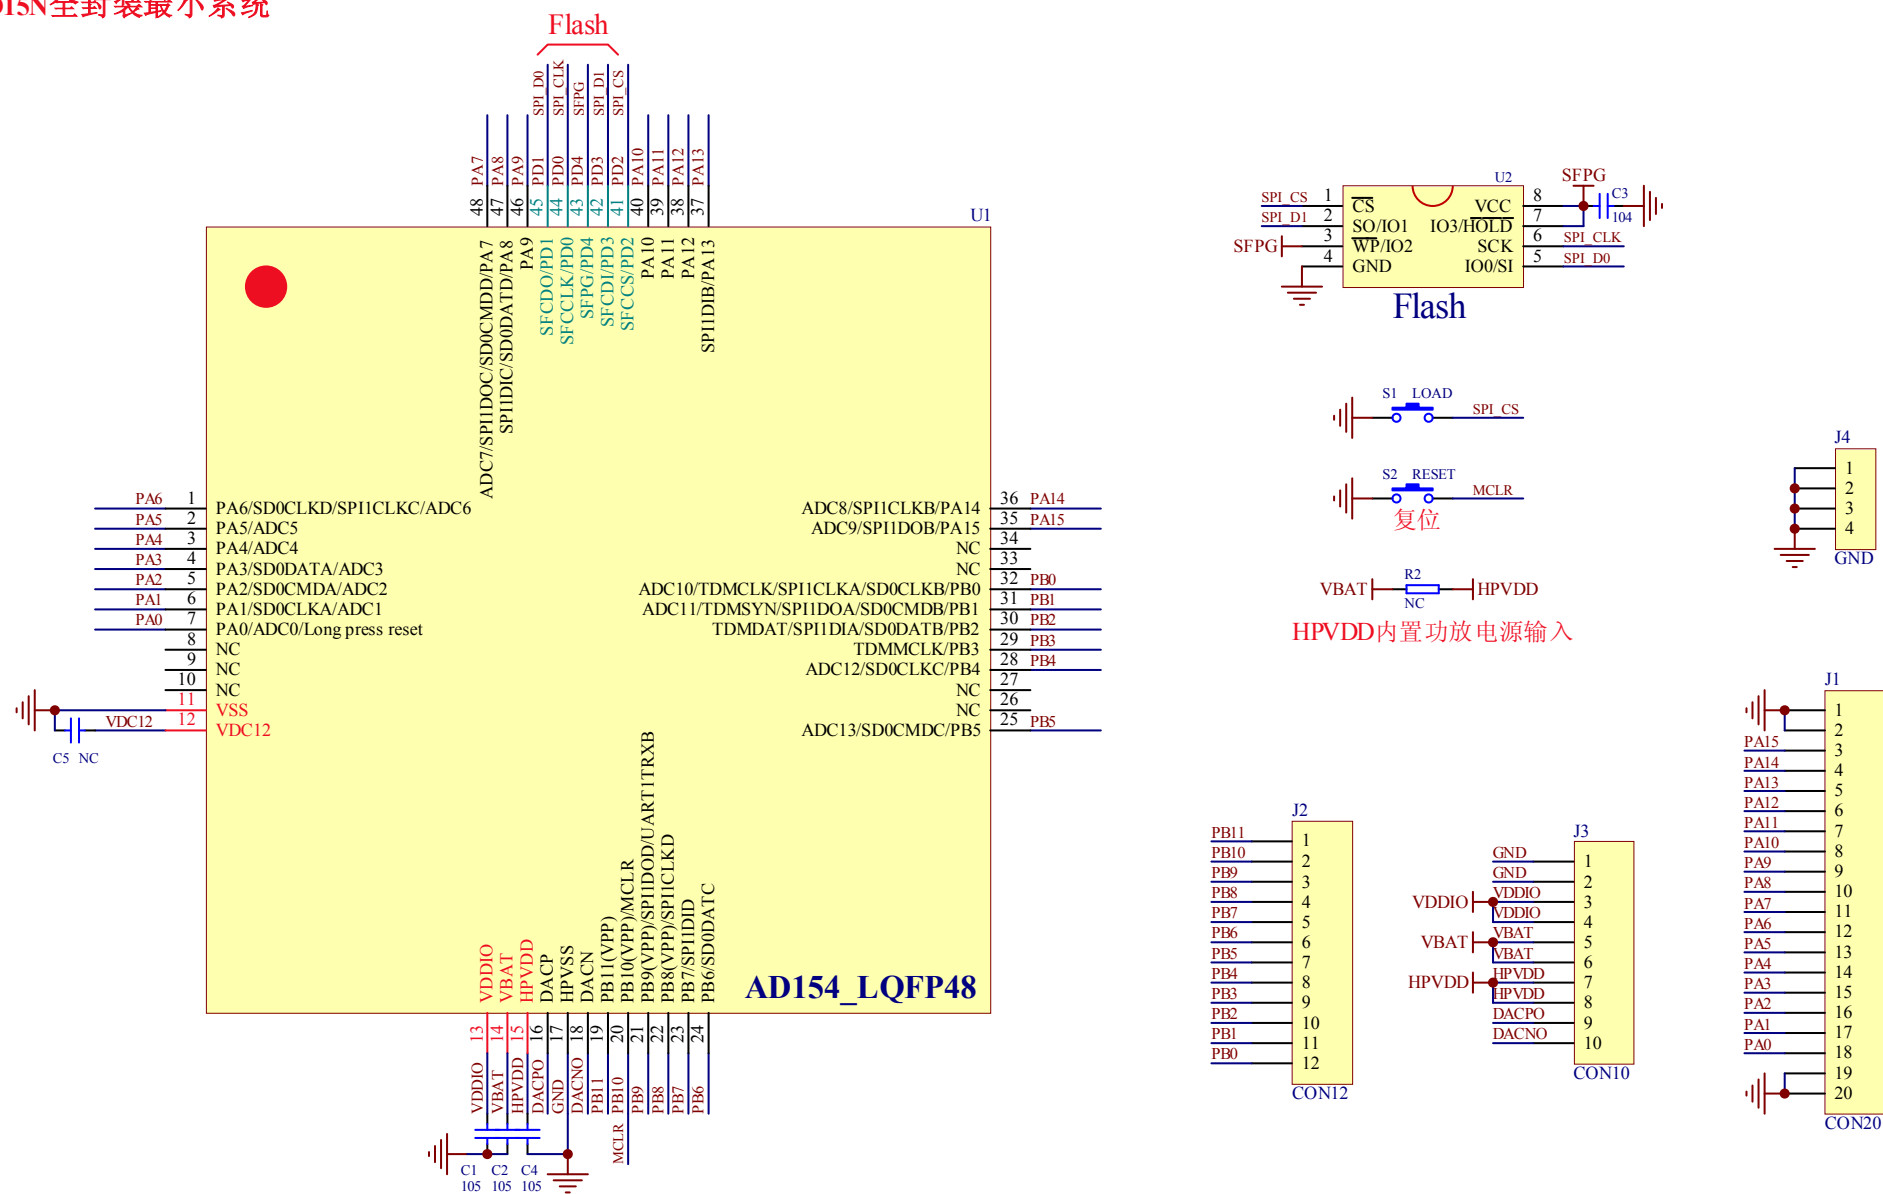 D15N全封装最小系统
Flash
SPI_D0
SPI_CLK
SFPG
SPI_D1
SPI_CS
PA7
PA8
PA9
PD1
PD0
PD4
PD3
PD2
PA10
PA11
PA12
PA13
48
47
46
45
44
43
42
41
40
39
38
37
U1
ADC7/SPI1DOC/SD0CMDD/PA7
SPI1DIC/SD0DATD/PA8
PA9
SFCDO/PD1
SFCCLK/PD0
SFPG/PD4
SFCDI/PD3
SFCCS/PD2
PA10
PA11
PA12
SPI1DIB/PA13
PA6 1 PA6/SD0CLKD/SPI1CLKC/ADC6
PA5 2 PA5/ADC5
PA4 3 PA4/ADC4
PA3 4 PA3/SD0DATA/ADC3
PA2 5 PA2/SD0CMDA/ADC2
PA1 6 PA1/SD0CLKA/ADC1
PA0 7 PA0/ADC0/Long press reset
8 NC
9 NC
10 NC
11 VSS
VDC12 12 VDC12
C5 NC
ADC8/SPI1CLKB/PA14 36 PA14
ADC9/SPI1DOB/PA15 35 PA15
NC 34
NC 33
ADC10/TDMCLK/SPI1CLKA/SD0CLKB/PB0 32 PB0
ADC11/TDMSYN/SPI1DOA/SD0CMDB/PB1 31 PB1
TDMDAT/SPI1DIA/SD0DATB/PB2 30 PB2
TDMMCLK/PB3 29 PB3
ADC12/SD0CLKC/PB4 28 PB4
NC 27
NC 26
ADC13/SD0CMDC/PB5 25 PB5
VDDIO
VBAT
HPVDD
DACP
HPVSS
DACN
PB11(VPP)
PB10(VPP)/MCLR
PB9(VPP)/SPI1DOD/UART1TRXB
PB8(VPP)/SPI1CLKD
PB7/SPI1DID
PB6/SD0DATC
AD154_LQFP48
13
14
15
16
17
18
19
20
21
22
23
24
VDDIO
VBAT
HPVDD
DACPO
GND
DACNO
PB11
PB10
PB9
PB8
PB7
PB6
MCLR
C1 C2 C4
105 105 105
U2
SFPG
C3
104
SPI_CS 1 CS VCC 8
SPI_D1 2 SO/IO1 IO3/HOLD 7
SFPG 3 WP/IO2 SCK 6 SPI_CLK
4 GND IO0/SI 5 SPI_D0
Flash
S1 LOAD
SPI_CS
S2 RESET
MCLR
复位
R2
VBAT HPVDD
NC
HPVDD内置功放电源输入
J4
1
2
3
4
GND
J2
PB11 1
PB10 2
PB9 3
PB8 4
PB7 5
PB6 6
PB5 7
PB4 8
PB3 9
PB2 10
PB1 11
PB0 12
CON12
J3
GND 1
GND 2
VDDIO VDDIO 3
VDDIO 4
VBAT VBAT 5
VBAT 6
HPVDD HPVDD 7
HPVDD 8
DACPO 9
DACNO 10
CON10
J1
1
2
PA15 3
PA14 4
PA13 5
PA12 6
PA11 7
PA10 8
PA9 9
PA8 10
PA7 11
PA6 12
PA5 13
PA4 14
PA3 15
PA2 16
PA1 17
PA0 18
19
20
CON20